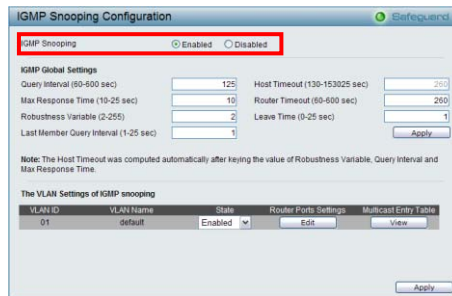 IGMP Snooping Configuration Safeguard
IGMP Snooping Enabled Disabled
IGMP Global Settings
Query Interval (60-600 sec) 125 Host Timeout (130-153025 sec) 260
Max Response Time (10-25 sec) 10 Router Timeout (60-600 sec) 260
Robustness Variable (2-255) 2 Leave Time (0-25 sec) 1
Last Member Query Interval (1-25 sec) 1 Apply
Note: The Host Timeout was computed automatically after keying the value of Robustness Variable, Query Interval and
Max Response Time.
The VLAN Settings of IGMP snooping
VLAN ID VLAN Name State Router Ports Settings Multicast Entry Table
01 default Enabled Edit View
Apply